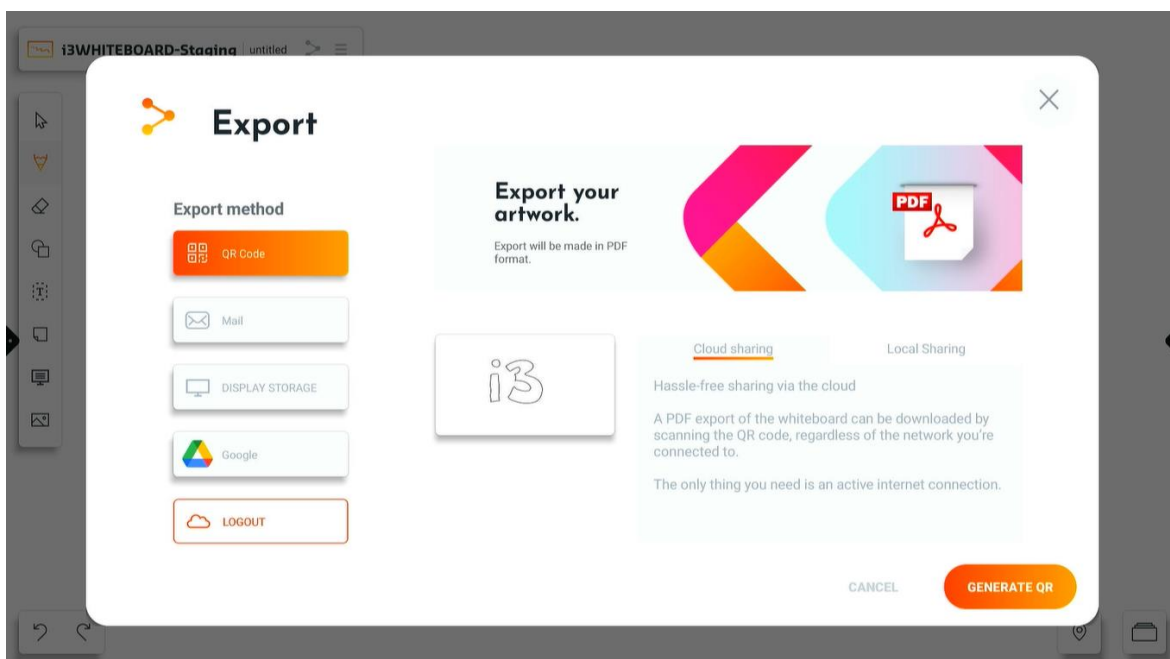 i3WHITEBOARD-Staging untitled
Export
Export method
QR Code
Mail
DISPLAY STORAGE
Google
LOGOUT
Export your
artwork.
Export will be made in PDF
format.
PDF
i3
Cloud sharing
Local Sharing
Hassle-free sharing via the cloud
A PDF export of the whiteboard can be downloaded by
scanning the QR code, regardless of the network you're
connected to.
The only thing you need is an active internet connection.
CANCEL
GENERATE QR